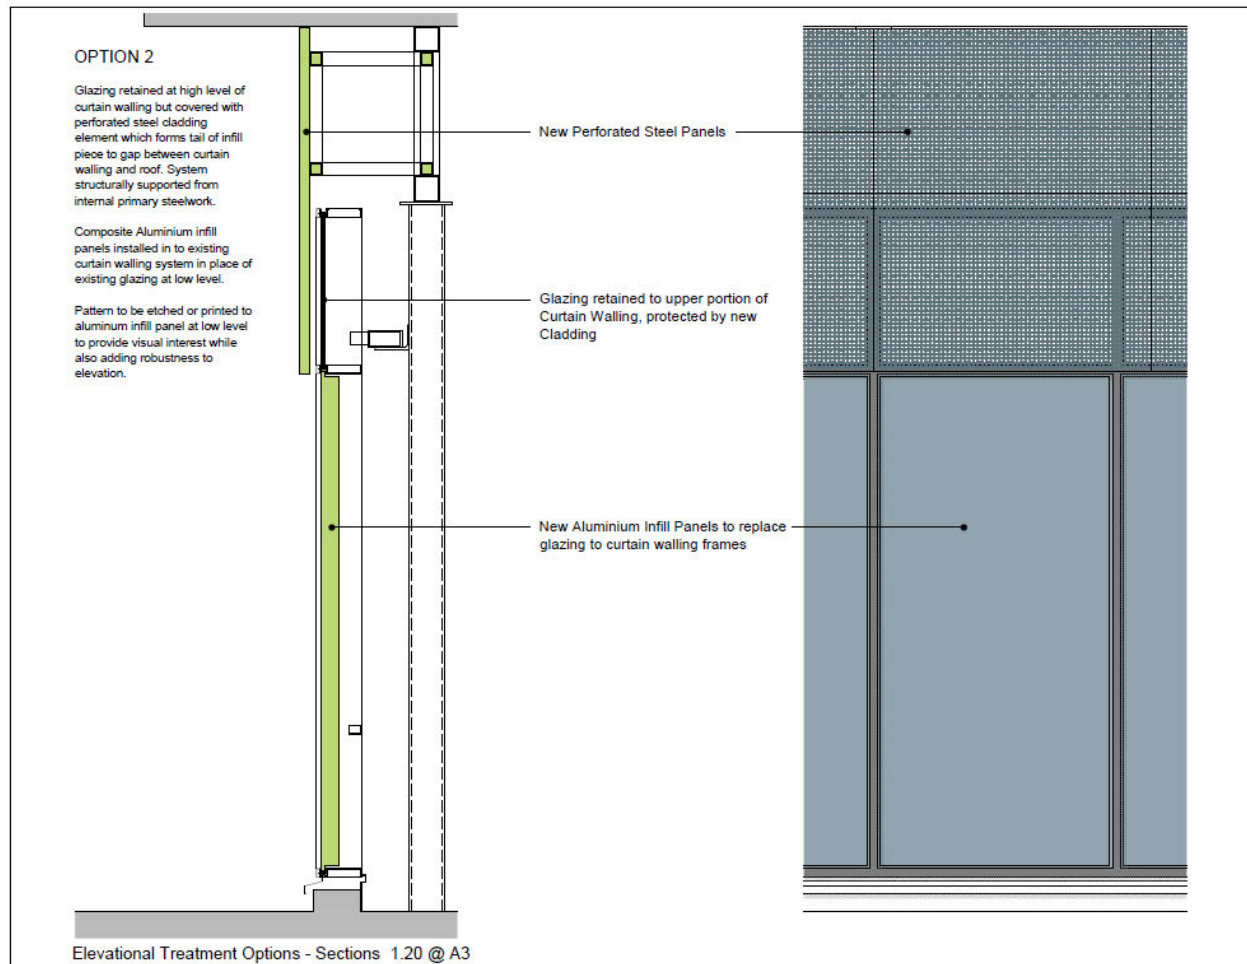 OPTION 2
Glazing retained at high level of
curtain walling but covered with
perforated steel cladding
element which forms tail of infill
piece to gap between curtain
walling and roof. System
structurally supported from
internal primary steelwork.
Composite Aluminium infill
panels installed in to existing
curtain walling system in place of
existing glazing at low level.
Pattern to be etched or printed to
aluminum infill panel at low level
to provide visual interest while
also adding robustness to
elevation.
New Perforated Steel Panels
Glazing retained to upper portion of
Curtain Walling, protected by new
Cladding
New Aluminium Infill Panels to replace
glazing to curtain walling frames
Elevational Treatment Options - Sections 1.20 @ A3